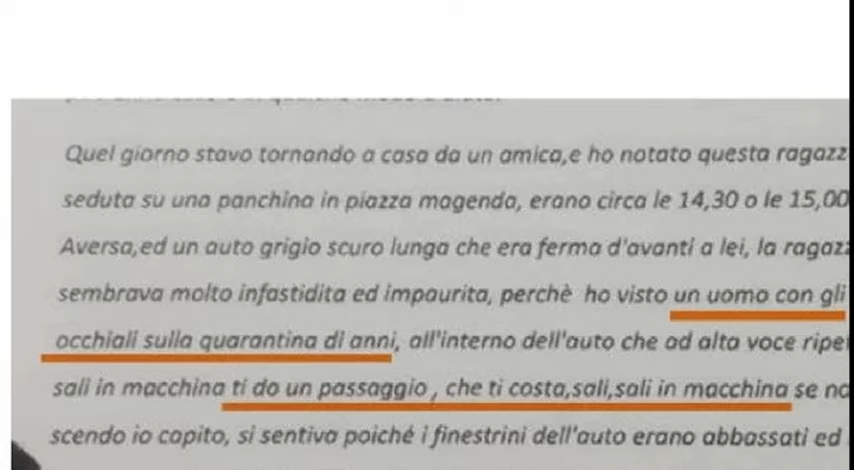 Quel giorno stavo tornando a casa da un amica,e ho notato questa ragazz
seduta su una panchina in piazza magenda, erano circa le 14,30 o le 15,00
Aversa,ed un auto grigio scuro lunga che era ferma d'avanti a lei, la ragazz
sembrava molto infastidita ed impaurita, perchè ho visto un uomo con gli
occhiali sulla quarantina di anni, all'interno dell'auto che ad alta voce ripe
sali in macchina ti do un passaggio, che ti costa,sali,sali in macchina se no
scendo io capito, si sentiva poiché i finestrini dell'auto erano abbassati ed